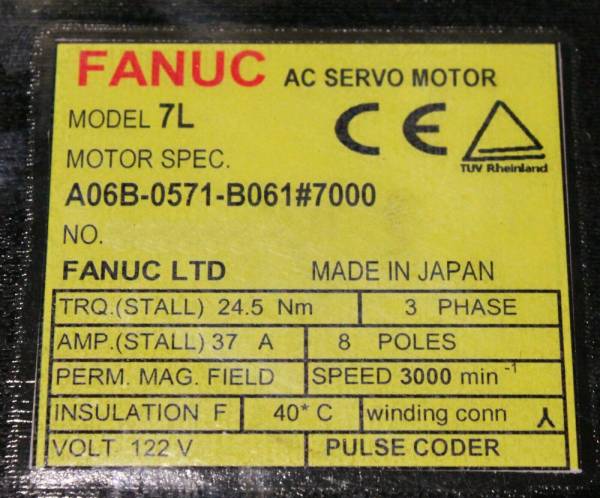 FANUC AC SERVO MOTOR
MODEL 7L
MOTOR SPEC.
A06B-0571-B061#7000
NO.
FANUC LTD MADE IN JAPAN
CE
TUV Rheinland
TRQ.(STALL) 24.5 Nm 3 PHASE
AMP.(STALL) 37 A 8 POLES
PERM. MAG. FIELD SPEED 3000 min⁻¹
INSULATION F 40* C winding conn
VOLT 122 V PULSE CODER